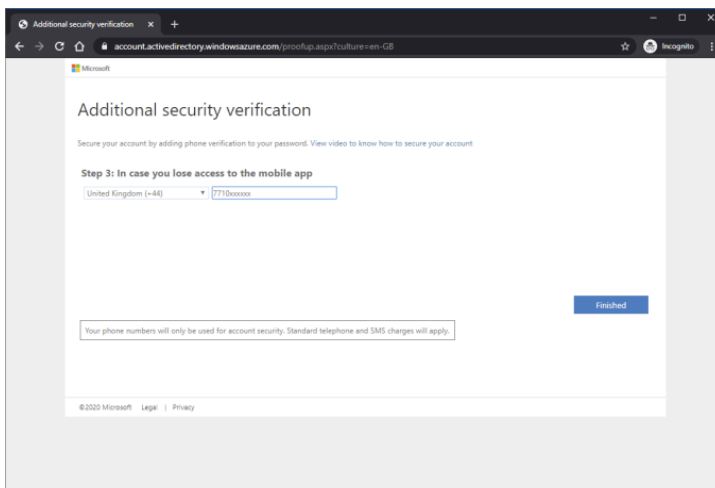 Additional security verification
account.activedirectory.windowsazure.com/proofup.aspx?culture=en-GB
Incognito
Microsoft
Additional security verification
Secure your account by adding phone verification to your password. View video to know how to secure your account
Step 3: In case you lose access to the mobile app
United Kingdom (+44)
7710xxxxxx
Finished
Your phone numbers will only be used for account security. Standard telephone and SMS charges will apply.
©2020 Microsoft Legal | Privacy